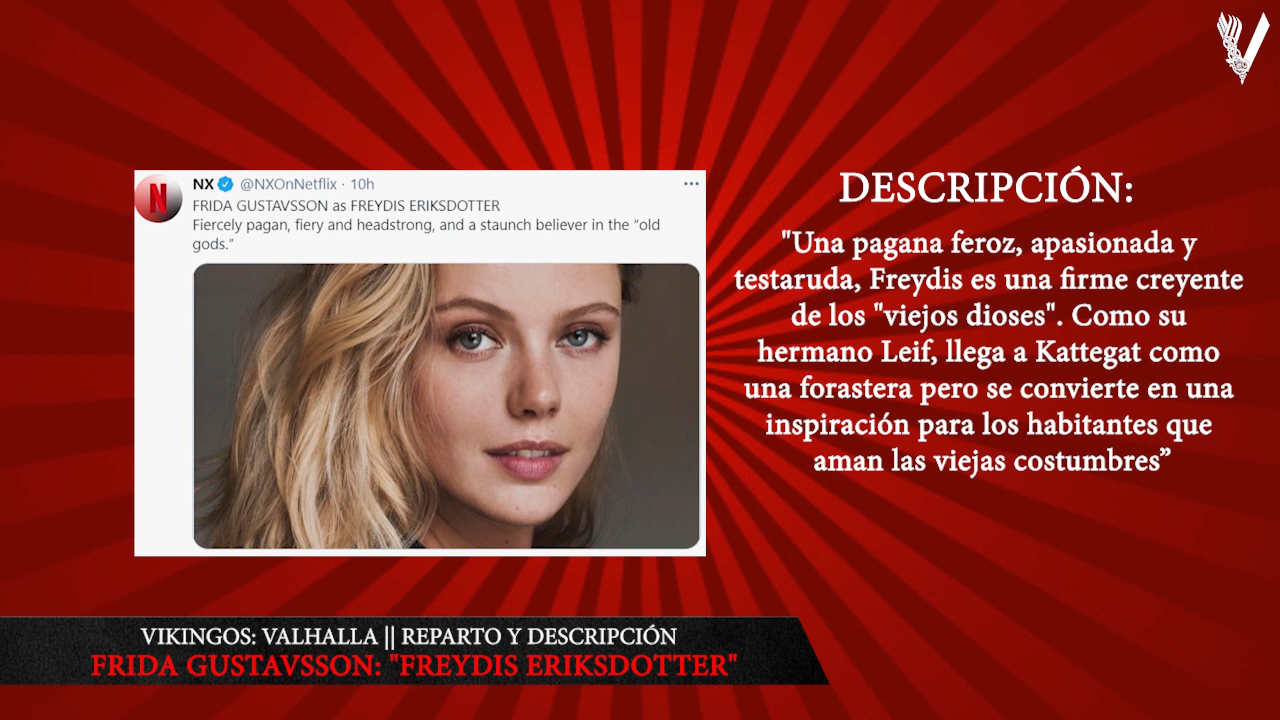 NX @NXOnNetflix · 10h
FRIDA GUSTAVSSON as FREYDIS ERIKSDOTTER
Fiercely pagan, fiery and headstrong, and a staunch believer in the “old
gods.”
DESCRIPCIÓN:
"Una pagana feroz, apasionada y
testaruda, Freydis es una firme creyente
de los "viejos dioses". Como su
hermano Leif, llega a Kattegat como
una forastera pero se convierte en una
inspiración para los habitantes que
aman las viejas costumbres”
VIKINGOS: VALHALLA || REPARTO Y DESCRIPCIÓN
FRIDA GUSTAVSSON: "FREYDIS ERIKSDOTTER"